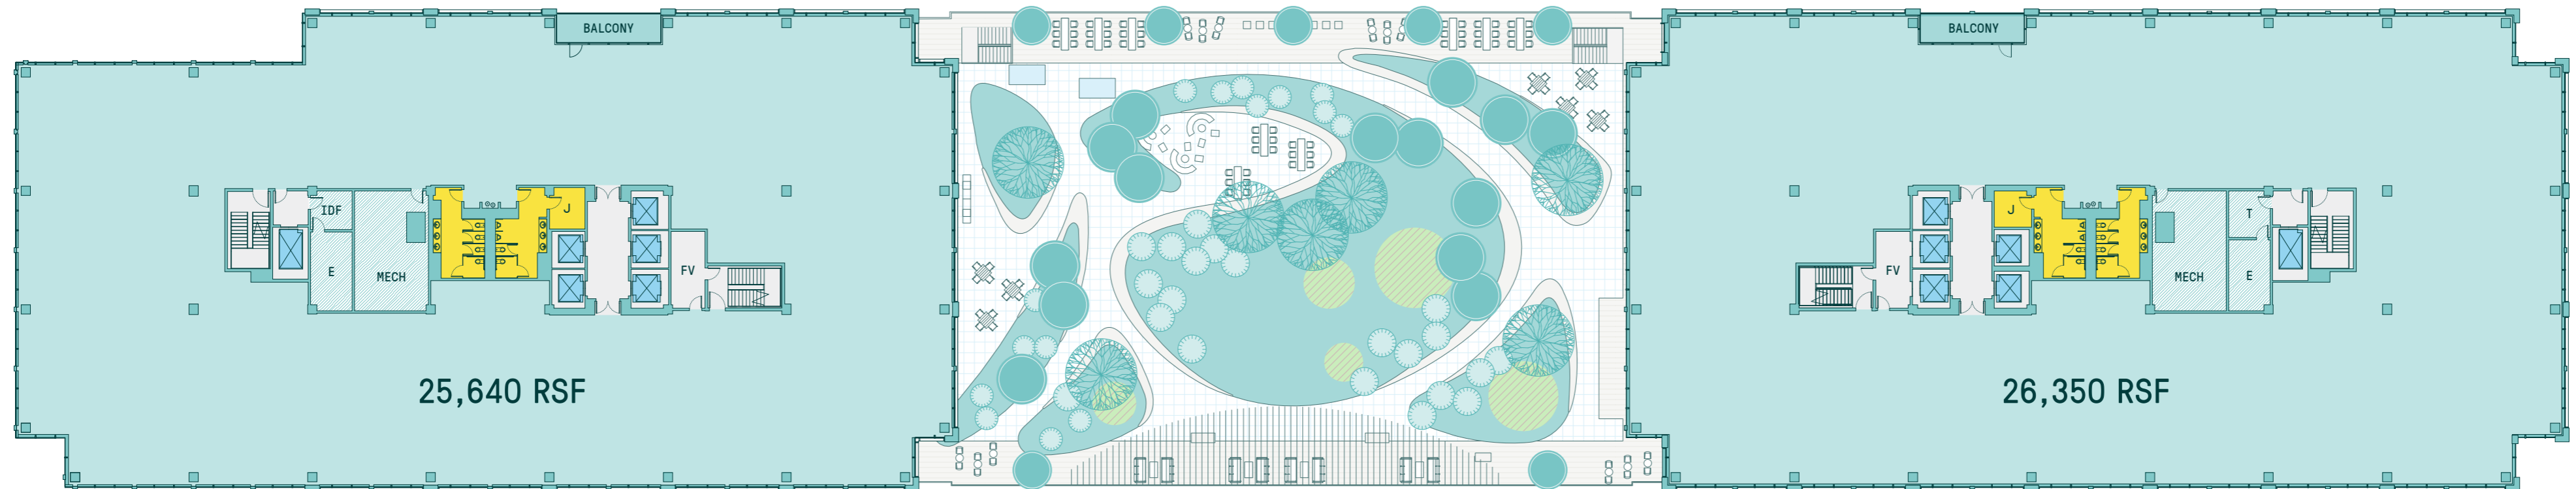 BALCONY
BALCONY
IDF
J
E
MECH
FV
25,640 RSF
J
T
FV
MECH
E
26,350 RSF